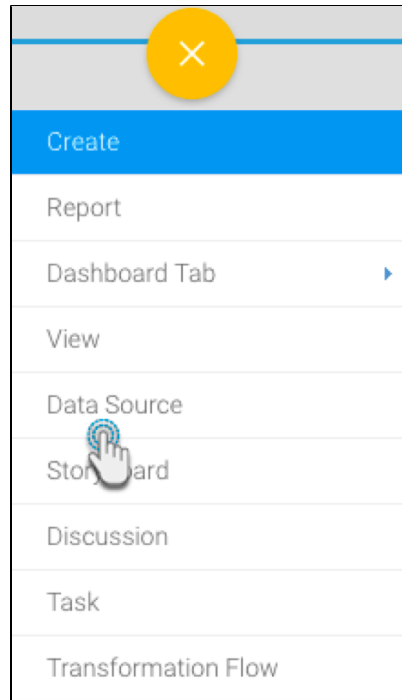 Create
Report
Dashboard Tab
View
Data Source
Discussion
Task
Transformation Flow